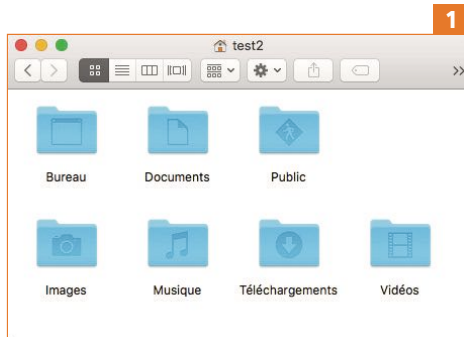 1
test2
Bureau Documents Public
Images Musique Téléchargements Vidéos